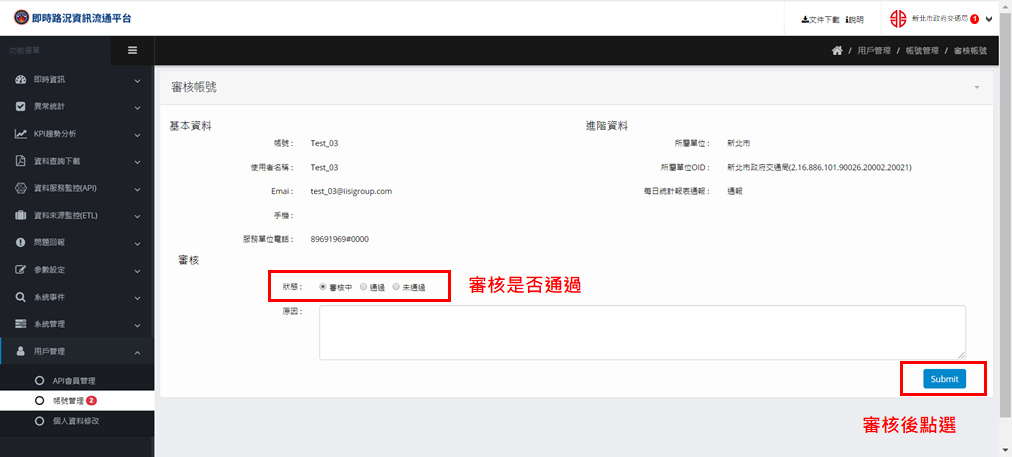 即時路況資訊流通平台
文件下載 說明
新北市政府交通局 1
功能選單
/ 用戶管理 / 帳號管理 / 審核帳號
即時資訊
異常統計
KPI趨勢分析
資料查詢下載
資料服務監控(API)
資料來源監控(ETL)
問題回報
參數設定
系統事件
系統管理
用戶管理
API會員管理
帳號管理 2
個人資料修改
審核帳號
基本資料
帳號： Test_03
使用者名稱： Test_03
Emai： test_03@iisigroup.com
手機：
服務單位電話： 89691969#0000
進階資料
所屬單位： 新北市
所屬單位OID： 新北市政府交通局(2.16.886.101.90026.20002.20021)
每日統計報表通報： 通報
審核
狀態： 審核中 通過 未通過
審核是否通過
原因：
Submit
審核後點選